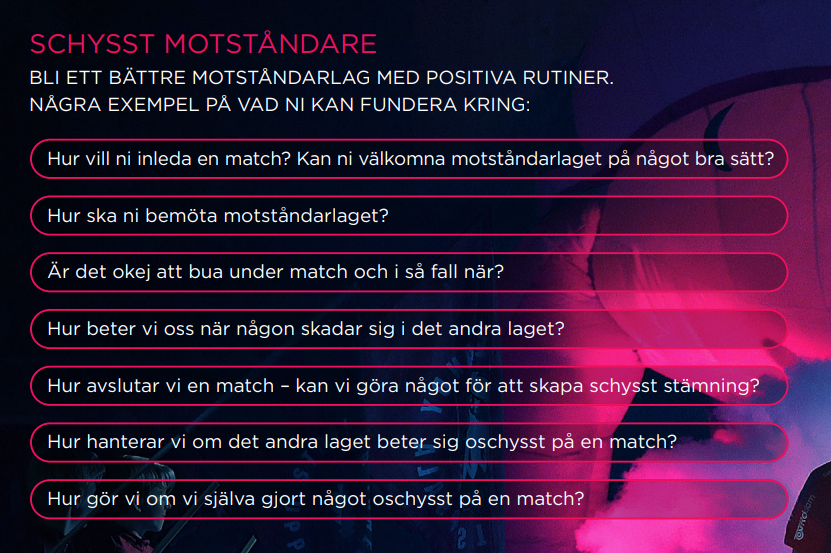 SCHYSST MOTSTÅNDARE
BLI ETT BÄTTRE MOTSTÅNDARLAG MED POSITIVA RUTINER.
NÅGRA EXEMPEL PÅ VAD NI KAN FUNDERA KRING:
Hur vill ni inleda en match? Kan ni välkomna motståndarlaget på något bra sätt?
Hur ska ni bemöta motståndarlaget?
Är det okej att bua under match och i så fall när?
Hur beter vi oss när någon skadar sig i det andra laget?
Hur avslutar vi en match – kan vi göra något för att skapa schysst stämning?
Hur hanterar vi om det andra laget beter sig oschysst på en match?
Hur gör vi om vi själva gjort något oschysst på en match?